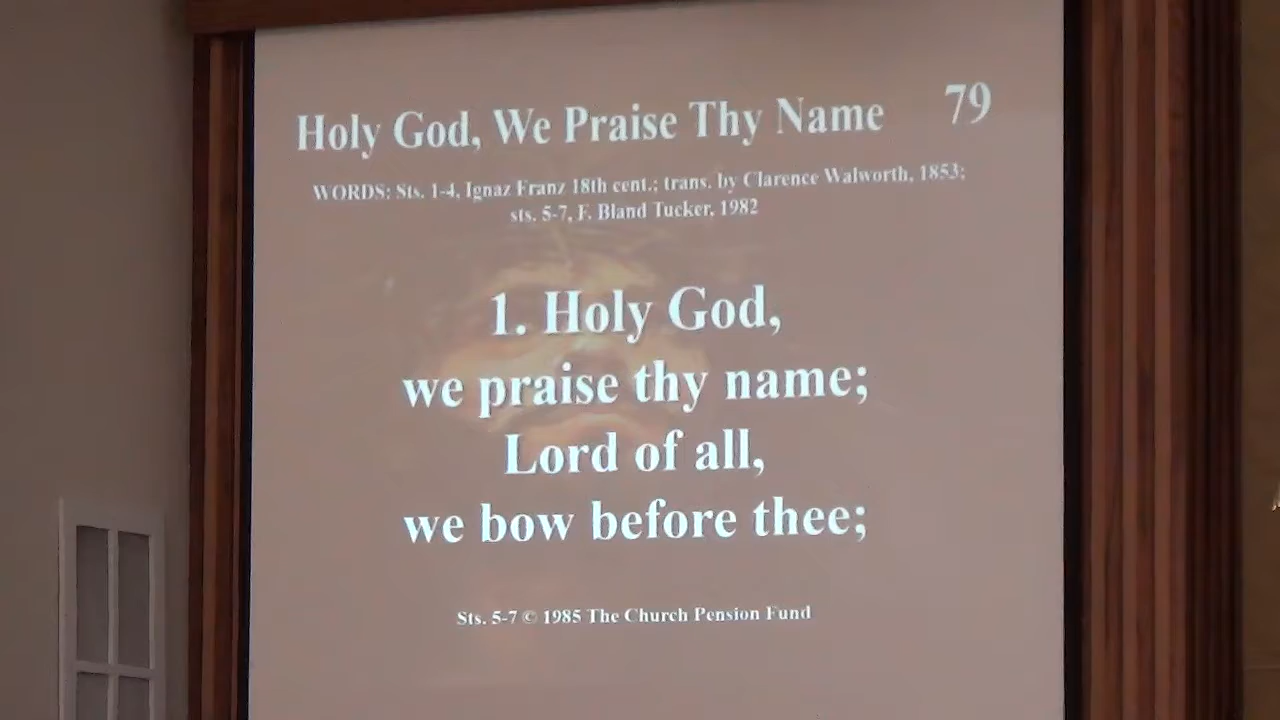 Holy God, We Praise Thy Name 79
WORDS: Sts. 1-4, Ignaz Franz 18th cent.; trans. by Clarence Walworth, 1853;
sts. 5-7, F. Bland Tucker, 1982
1. Holy God,
we praise thy name;
Lord of all,
we bow before thee;
Sts. 5-7 © 1985 The Church Pension Fund